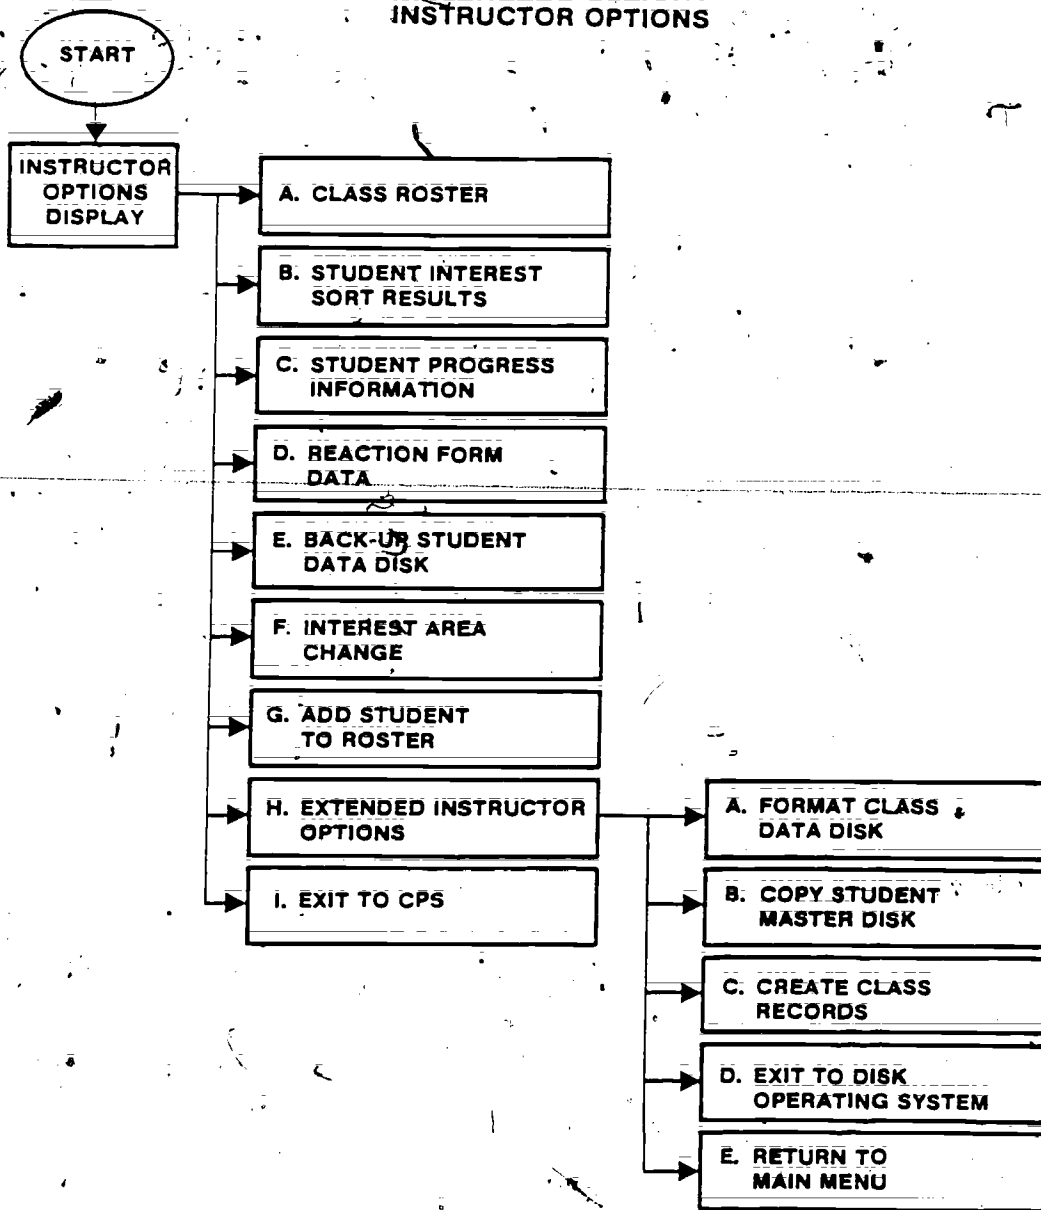 INSTRUCTOR OPTIONS
START
INSTRUCTOR
OPTIONS
DISPLAY
A. CLASS ROSTER
B. STUDENT INTEREST
SORT RESULTS
C. STUDENT PROGRESS
INFORMATION
D. REACTION FORM
DATA
E. BACK-UP STUDENT
DATA DISK
F. INTEREST AREA
CHANGE
G. ADD STUDENT
TO ROSTER
H. EXTENDED INSTRUCTOR
OPTIONS
I. EXIT TO CPS
A. FORMAT CLASS
DATA DISK
B. COPY STUDENT
MASTER DISK
C. CREATE CLASS
RECORDS
D. EXIT TO DISK
OPERATING SYSTEM
E. RETURN TO
MAIN MENU